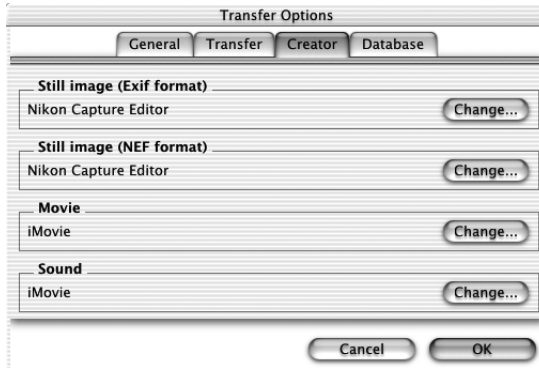 Transfer Options
General Transfer Creator Database
Still image (Exif format)
Nikon Capture Editor Change...
Still image (NEF format)
Nikon Capture Editor Change...
Movie
iMovie Change...
Sound
iMovie Change...
Cancel OK